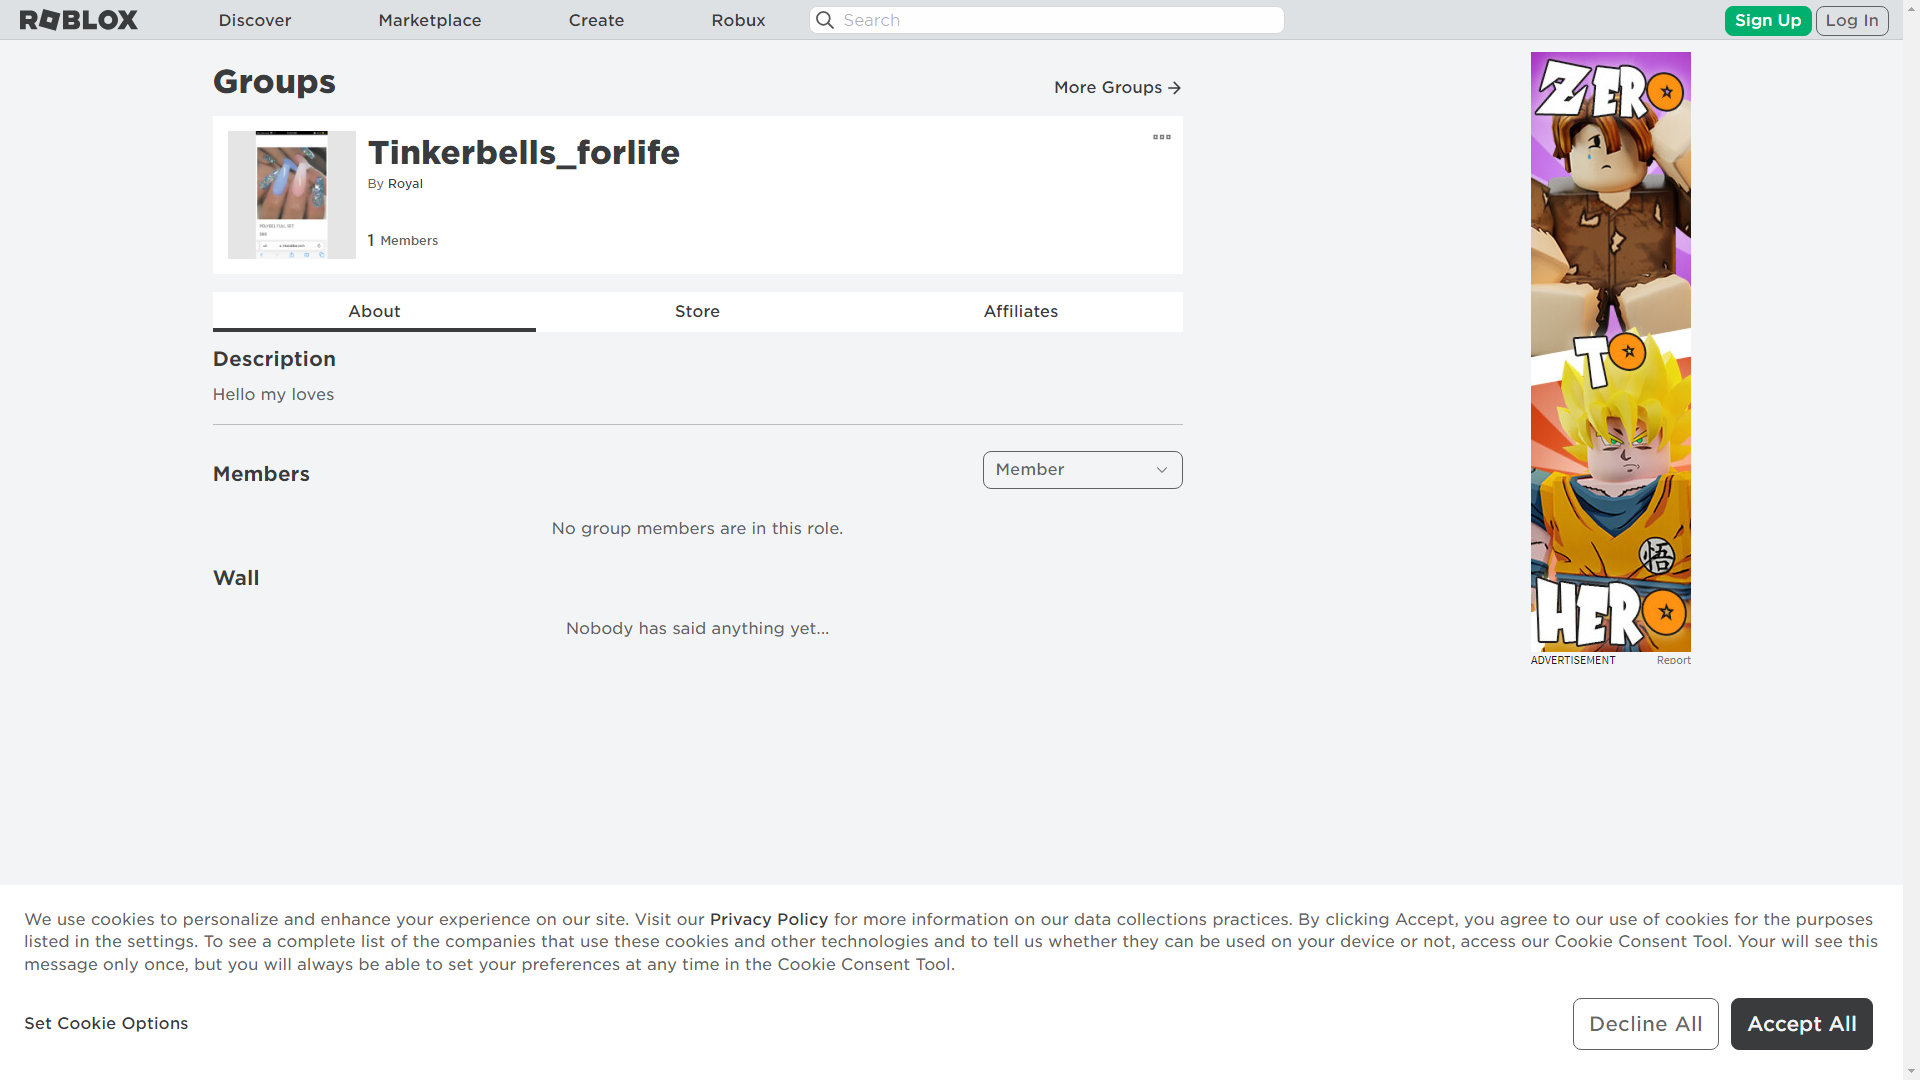 ROBLOX
Discover
Marketplace
Create
Robux
Search
Sign Up
Log In
Groups
More Groups
Tinkerbells_forlife
By Royal
1 Members
About
Store
Affiliates
Description
Hello my loves
Members
Member
No group members are in this role.
Wall
Nobody has said anything yet...
ZERO
TO
悟
HERO
ADVERTISEMENT
Report
We use cookies to personalize and enhance your experience on our site. Visit our Privacy Policy for more information on our data collections practices. By clicking Accept, you agree to our use of cookies for the purposes
listed in the settings. To see a complete list of the companies that use these cookies and other technologies and to tell us whether they can be used on your device or not, access our Cookie Consent Tool. Your will see this
message only once, but you will always be able to set your preferences at any time in the Cookie Consent Tool.
Set Cookie Options
Decline All
Accept All